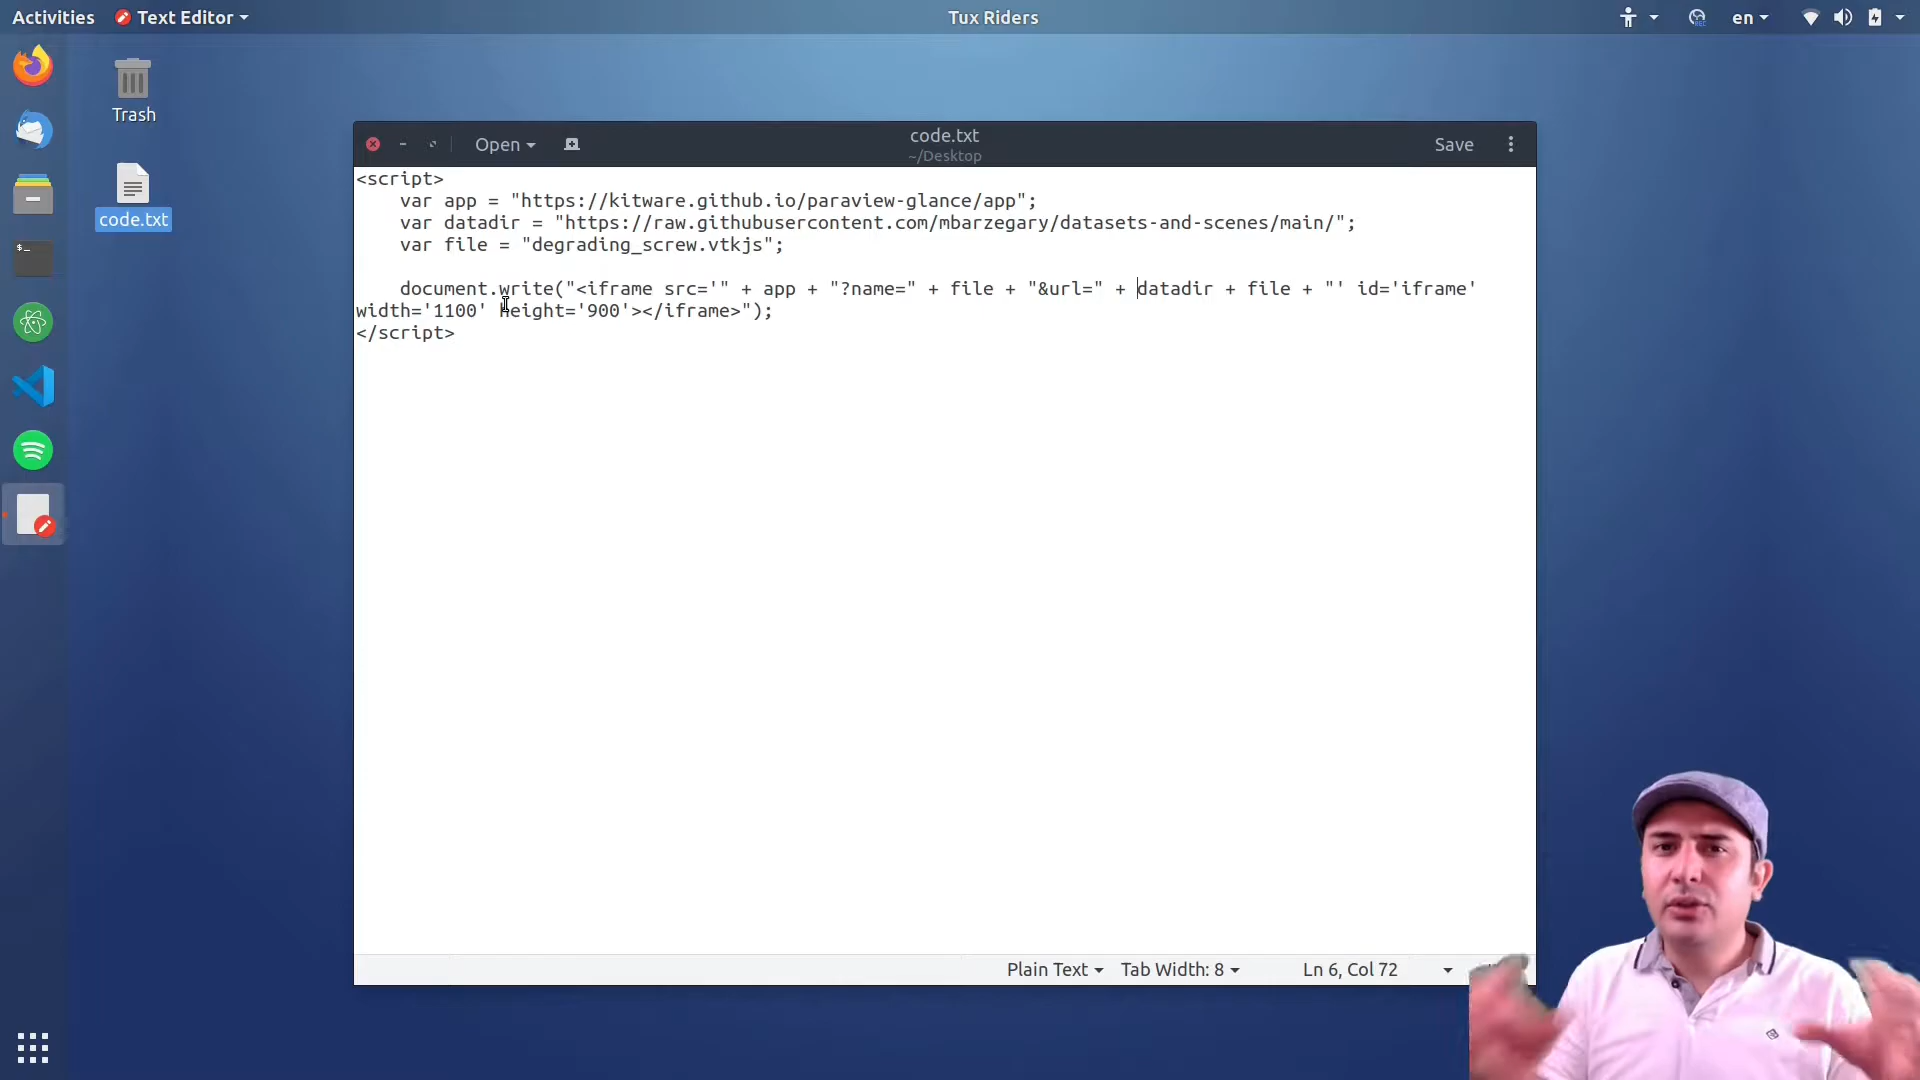 Activities
Text Editor
Tux Riders
en
Trash
code.txt
Open
code.txt
~/Desktop
Save
<script>
    var app = "https://kitware.github.io/paraview-glance/app";
    var datadir = "https://raw.githubusercontent.com/mbarzegary/datasets-and-scenes/main/";
    var file = "degrading_screw.vtkjs";
    document.write("<iframe src='" + app + "?name=" + file + "&url=" + datadir + file + "' id='iframe'
width='1100' height='900'></iframe>");
</script>
Plain Text
Tab Width: 8
Ln 6, Col 72